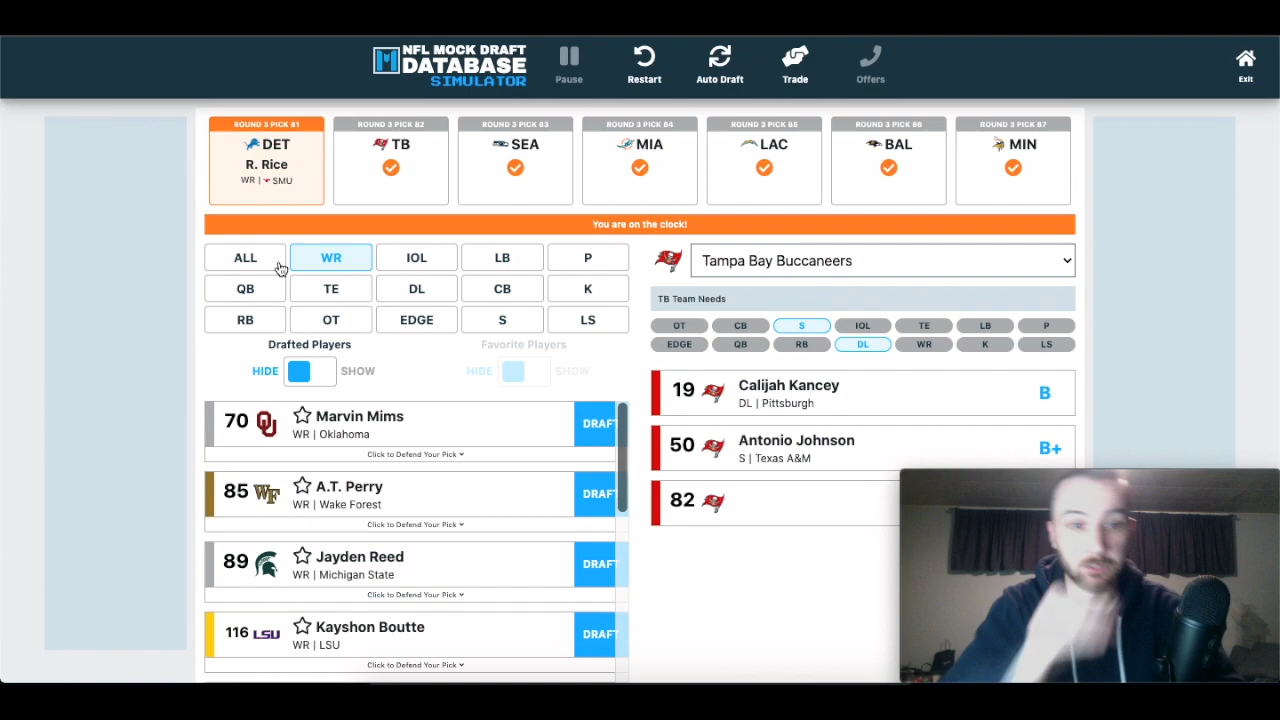 NFL MOCK DRAFT
DATABASE
SIMULATOR
Pause
Restart
Auto Draft
Trade
Offers
Exit
ROUND 3 PICK 81
DET
R. Rice
WR | SMU
ROUND 3 PICK 82
TB
ROUND 3 PICK 83
SEA
ROUND 3 PICK 84
MIA
ROUND 3 PICK 85
LAC
ROUND 3 PICK 86
BAL
ROUND 3 PICK 87
MIN
You are on the clock!
ALL WR IOL LB P
QB TE DL CB K
RB OT EDGE S LS
Drafted Players
HIDE SHOW
Favorite Players
HIDE SHOW
70 OU Marvin Mims
WR | Oklahoma
DRAFT
Click to Defend Your Pick
85 WF A.T. Perry
WR | Wake Forest
DRAFT
Click to Defend Your Pick
89 Jayden Reed
WR | Michigan State
DRAFT
Click to Defend Your Pick
116 LSU Kayshon Boutte
WR | LSU
DRAFT
Click to Defend Your Pick
Tampa Bay Buccaneers
TB Team Needs
OT CB S IOL TE LB P
EDGE QB RB DL WR K LS
19 Calijah Kancey
DL | Pittsburgh
B
50 Antonio Johnson
S | Texas A&M
B+
82